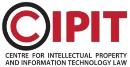 CIPIT
CENTRE FOR INTELLECTUAL PROPERTY
AND INFORMATION TECHNOLOGY LAW